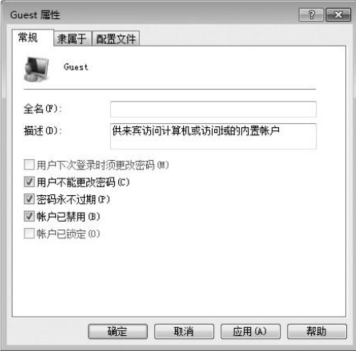 Guest 属性
常规 隶属于 配置文件
Guest
全名(F):
描述(D): 供来宾访问计算机或访问域的内置帐户
用户下次登录时须更改密码(M)
用户不能更改密码(C)
密码永不过期(P)
帐户已禁用(B)
帐户已锁定(O)
确定 取消 应用(A) 帮助